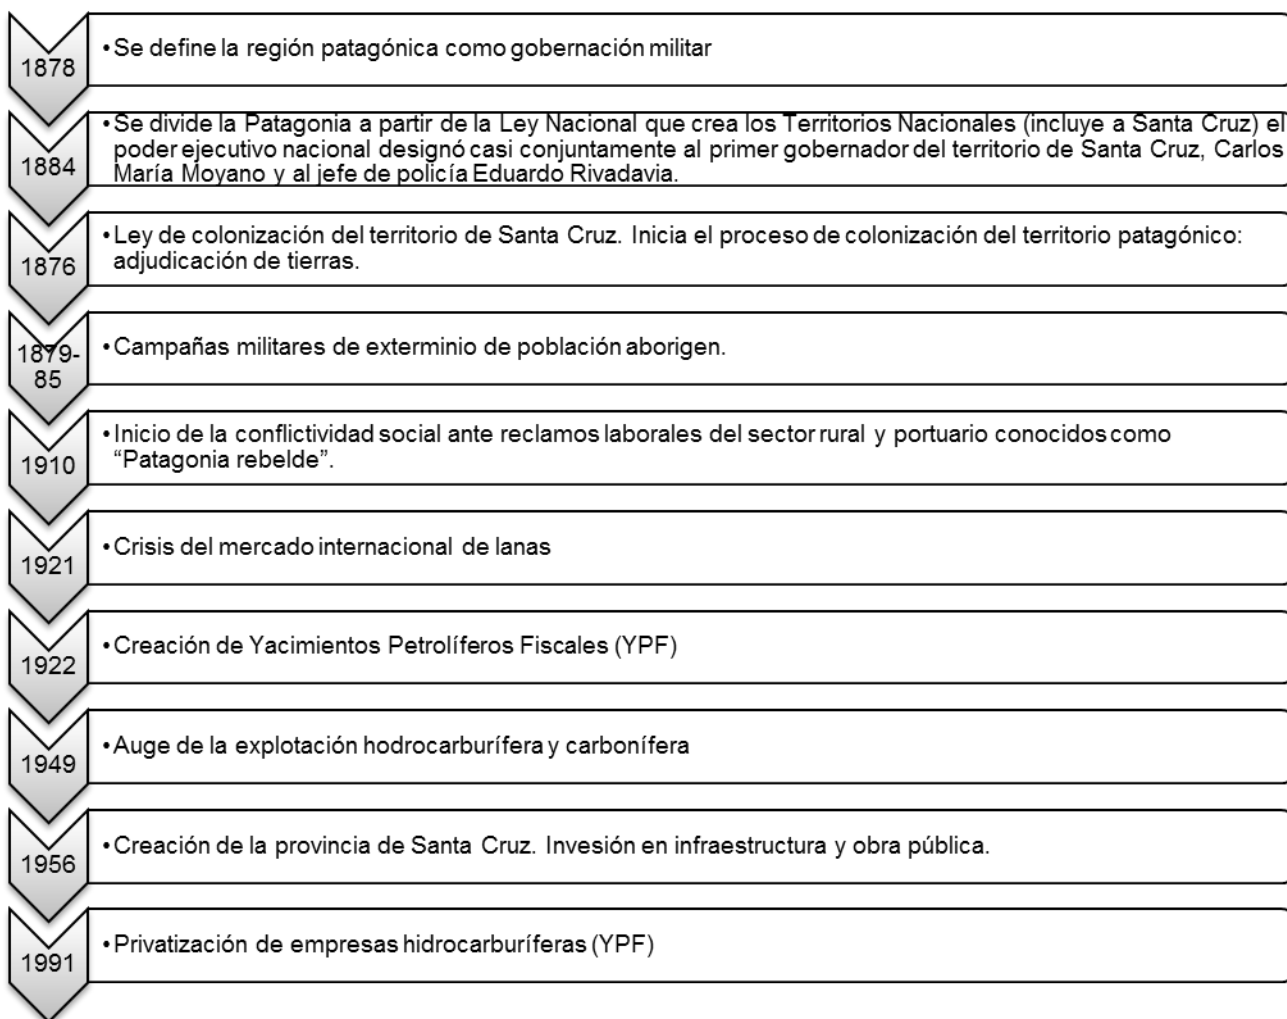 1878
•Se define la región patagónica como gobernación militar
1884
•Se divide la Patagonia a partir de la Ley Nacional que crea los Territorios Nacionales (incluye a Santa Cruz) el
poder ejecutivo nacional designó casi conjuntamente al primer gobernador del territorio de Santa Cruz, Carlos
María Moyano y al jefe de policía Eduardo Rivadavia.
1876
•Ley de colonización del territorio de Santa Cruz. Inicia el proceso de colonización del territorio patagónico:
adjudicación de tierras.
1879-
85
•Campañas militares de exterminio de población aborigen.
1910
•Inicio de la conflictividad social ante reclamos laborales del sector rural y portuario conocidos como
“Patagonia rebelde”.
1921
•Crisis del mercado internacional de lanas
1922
•Creación de Yacimientos Petrolíferos Fiscales (YPF)
1949
•Auge de la explotación hodrocarburífera y carbonífera
1956
•Creación de la provincia de Santa Cruz. Invesión en infraestructura y obra pública.
1991
•Privatización de empresas hidrocarburíferas (YPF)